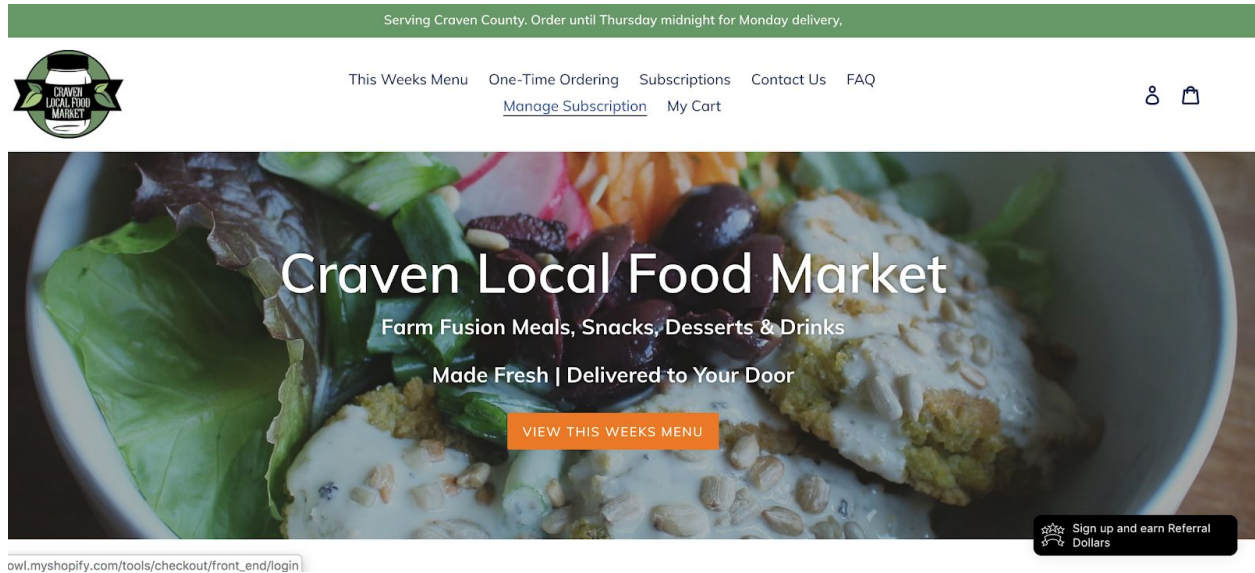 Serving Craven County. Order until Thursday midnight for Monday delivery,
CRAVEN
LOCAL FOOD
MARKET
This Weeks Menu One-Time Ordering Subscriptions Contact Us FAQ
Manage Subscription My Cart
Craven Local Food Market
Farm Fusion Meals, Snacks, Desserts & Drinks
Made Fresh | Delivered to Your Door
VIEW THIS WEEKS MENU
Sign up and earn Referral
Dollars
owl.myshopify.com/tools/checkout/front_end/login